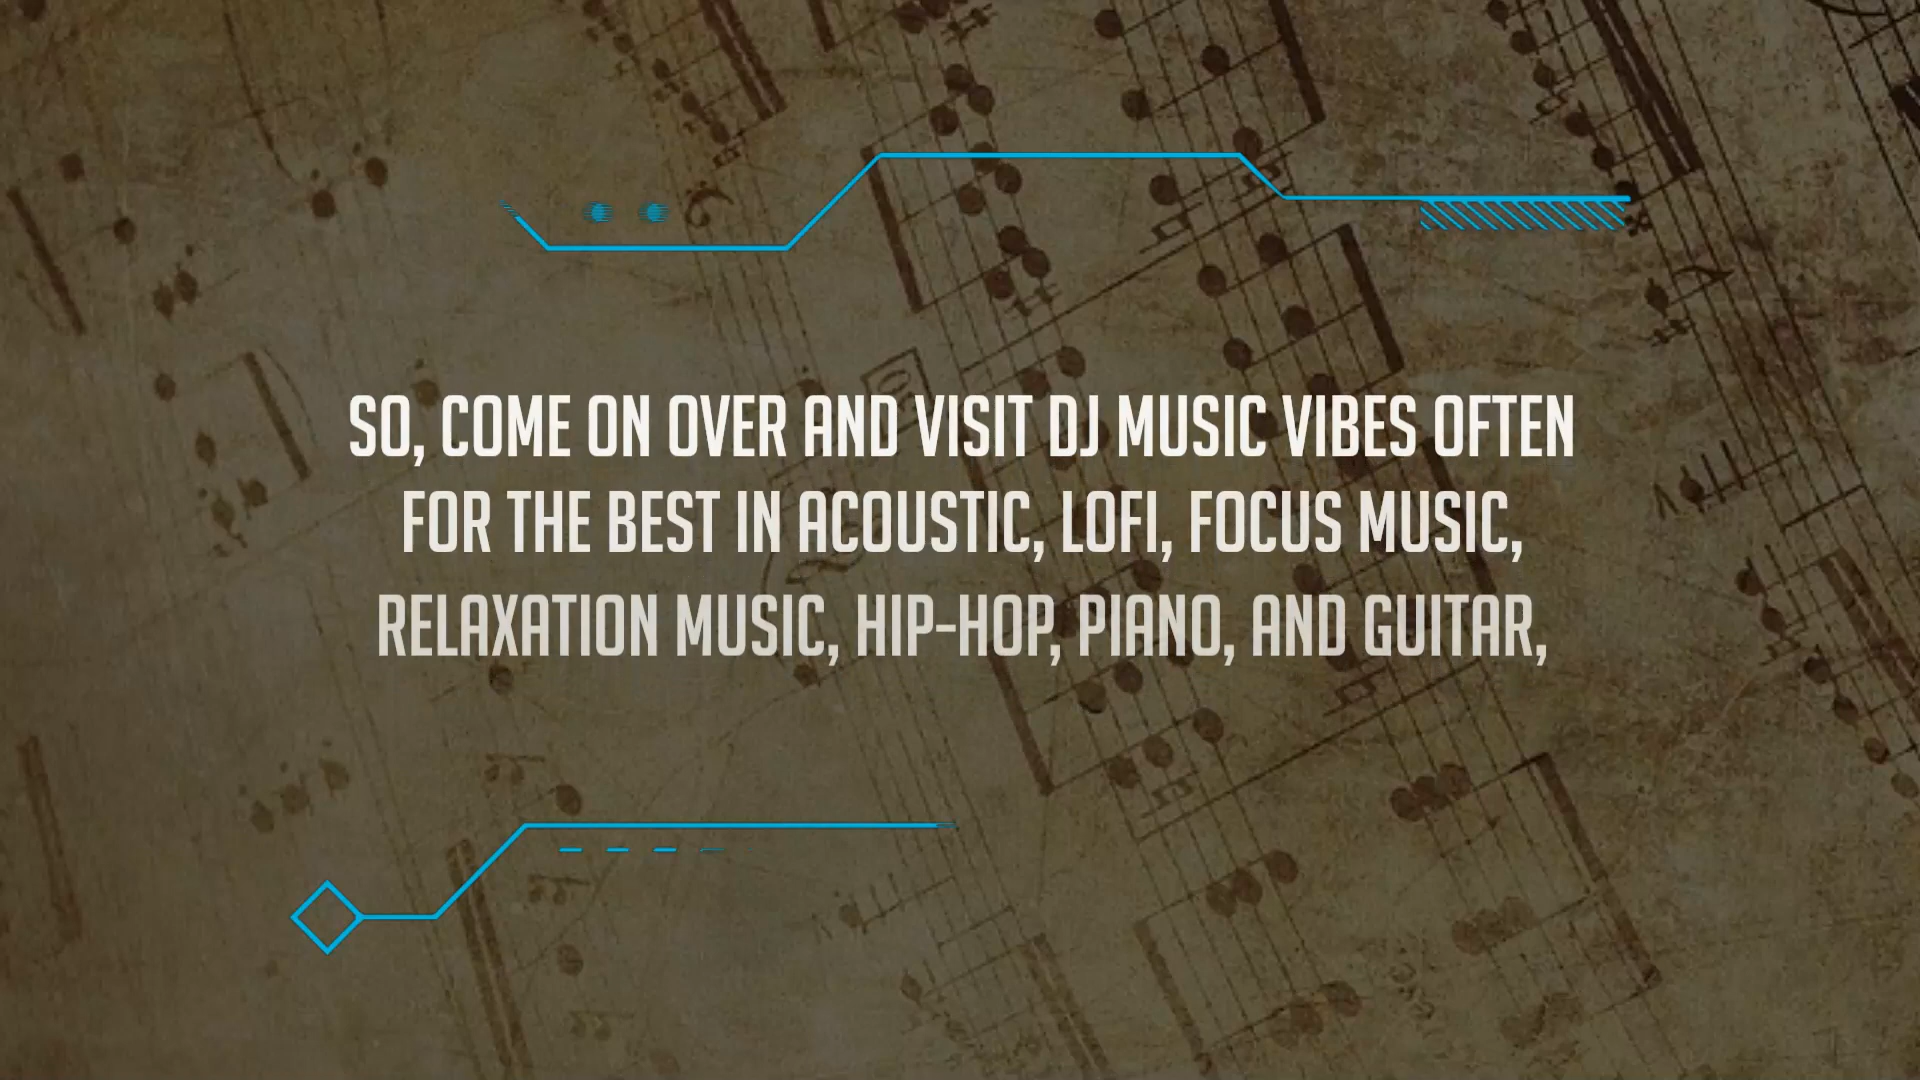 SO, COME ON OVER AND VISIT DJ MUSIC VIBES OFTEN
FOR THE BEST IN ACOUSTIC, LOFI, FOCUS MUSIC,
RELAXATION MUSIC, HIP-HOP, PIANO, AND GUITAR,